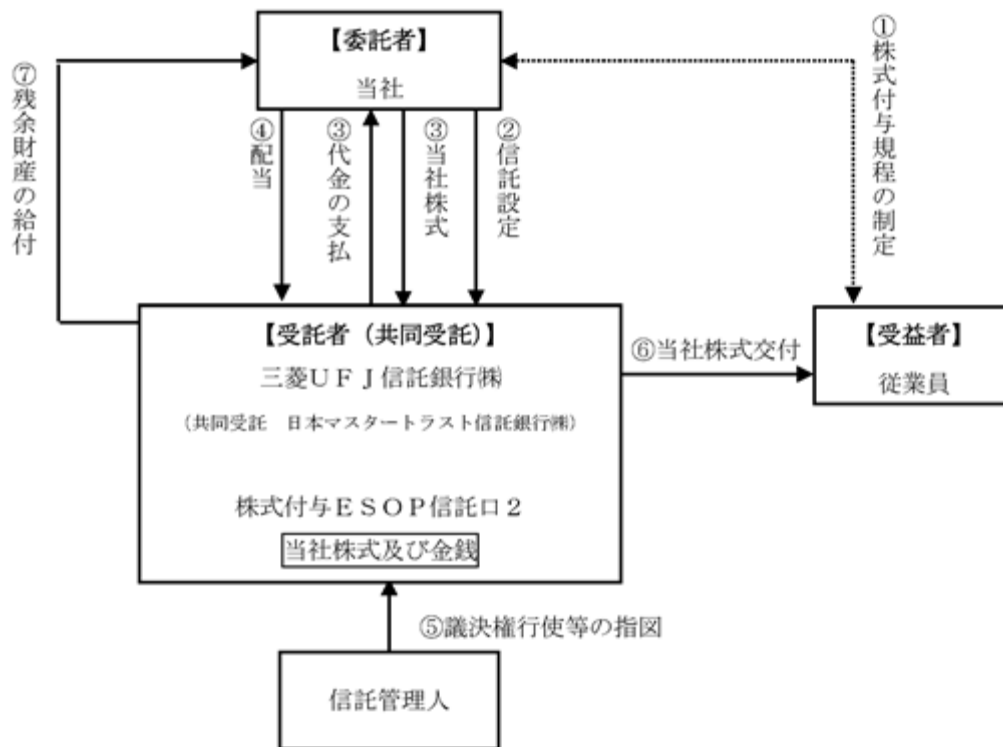 【委託者】
当社
①株式付与規程の制定
⑦残余財産の給付
④配当
③代金の支払
③当社株式
②信託設定
【受託者（共同受託）】
三菱ＵＦＪ信託銀行㈱
（共同受託　日本マスタートラスト信託銀行㈱）
株式付与ＥＳＯＰ信託口２
当社株式及び金銭
⑥当社株式交付
【受益者】
従業員
⑤議決権行使等の指図
信託管理人